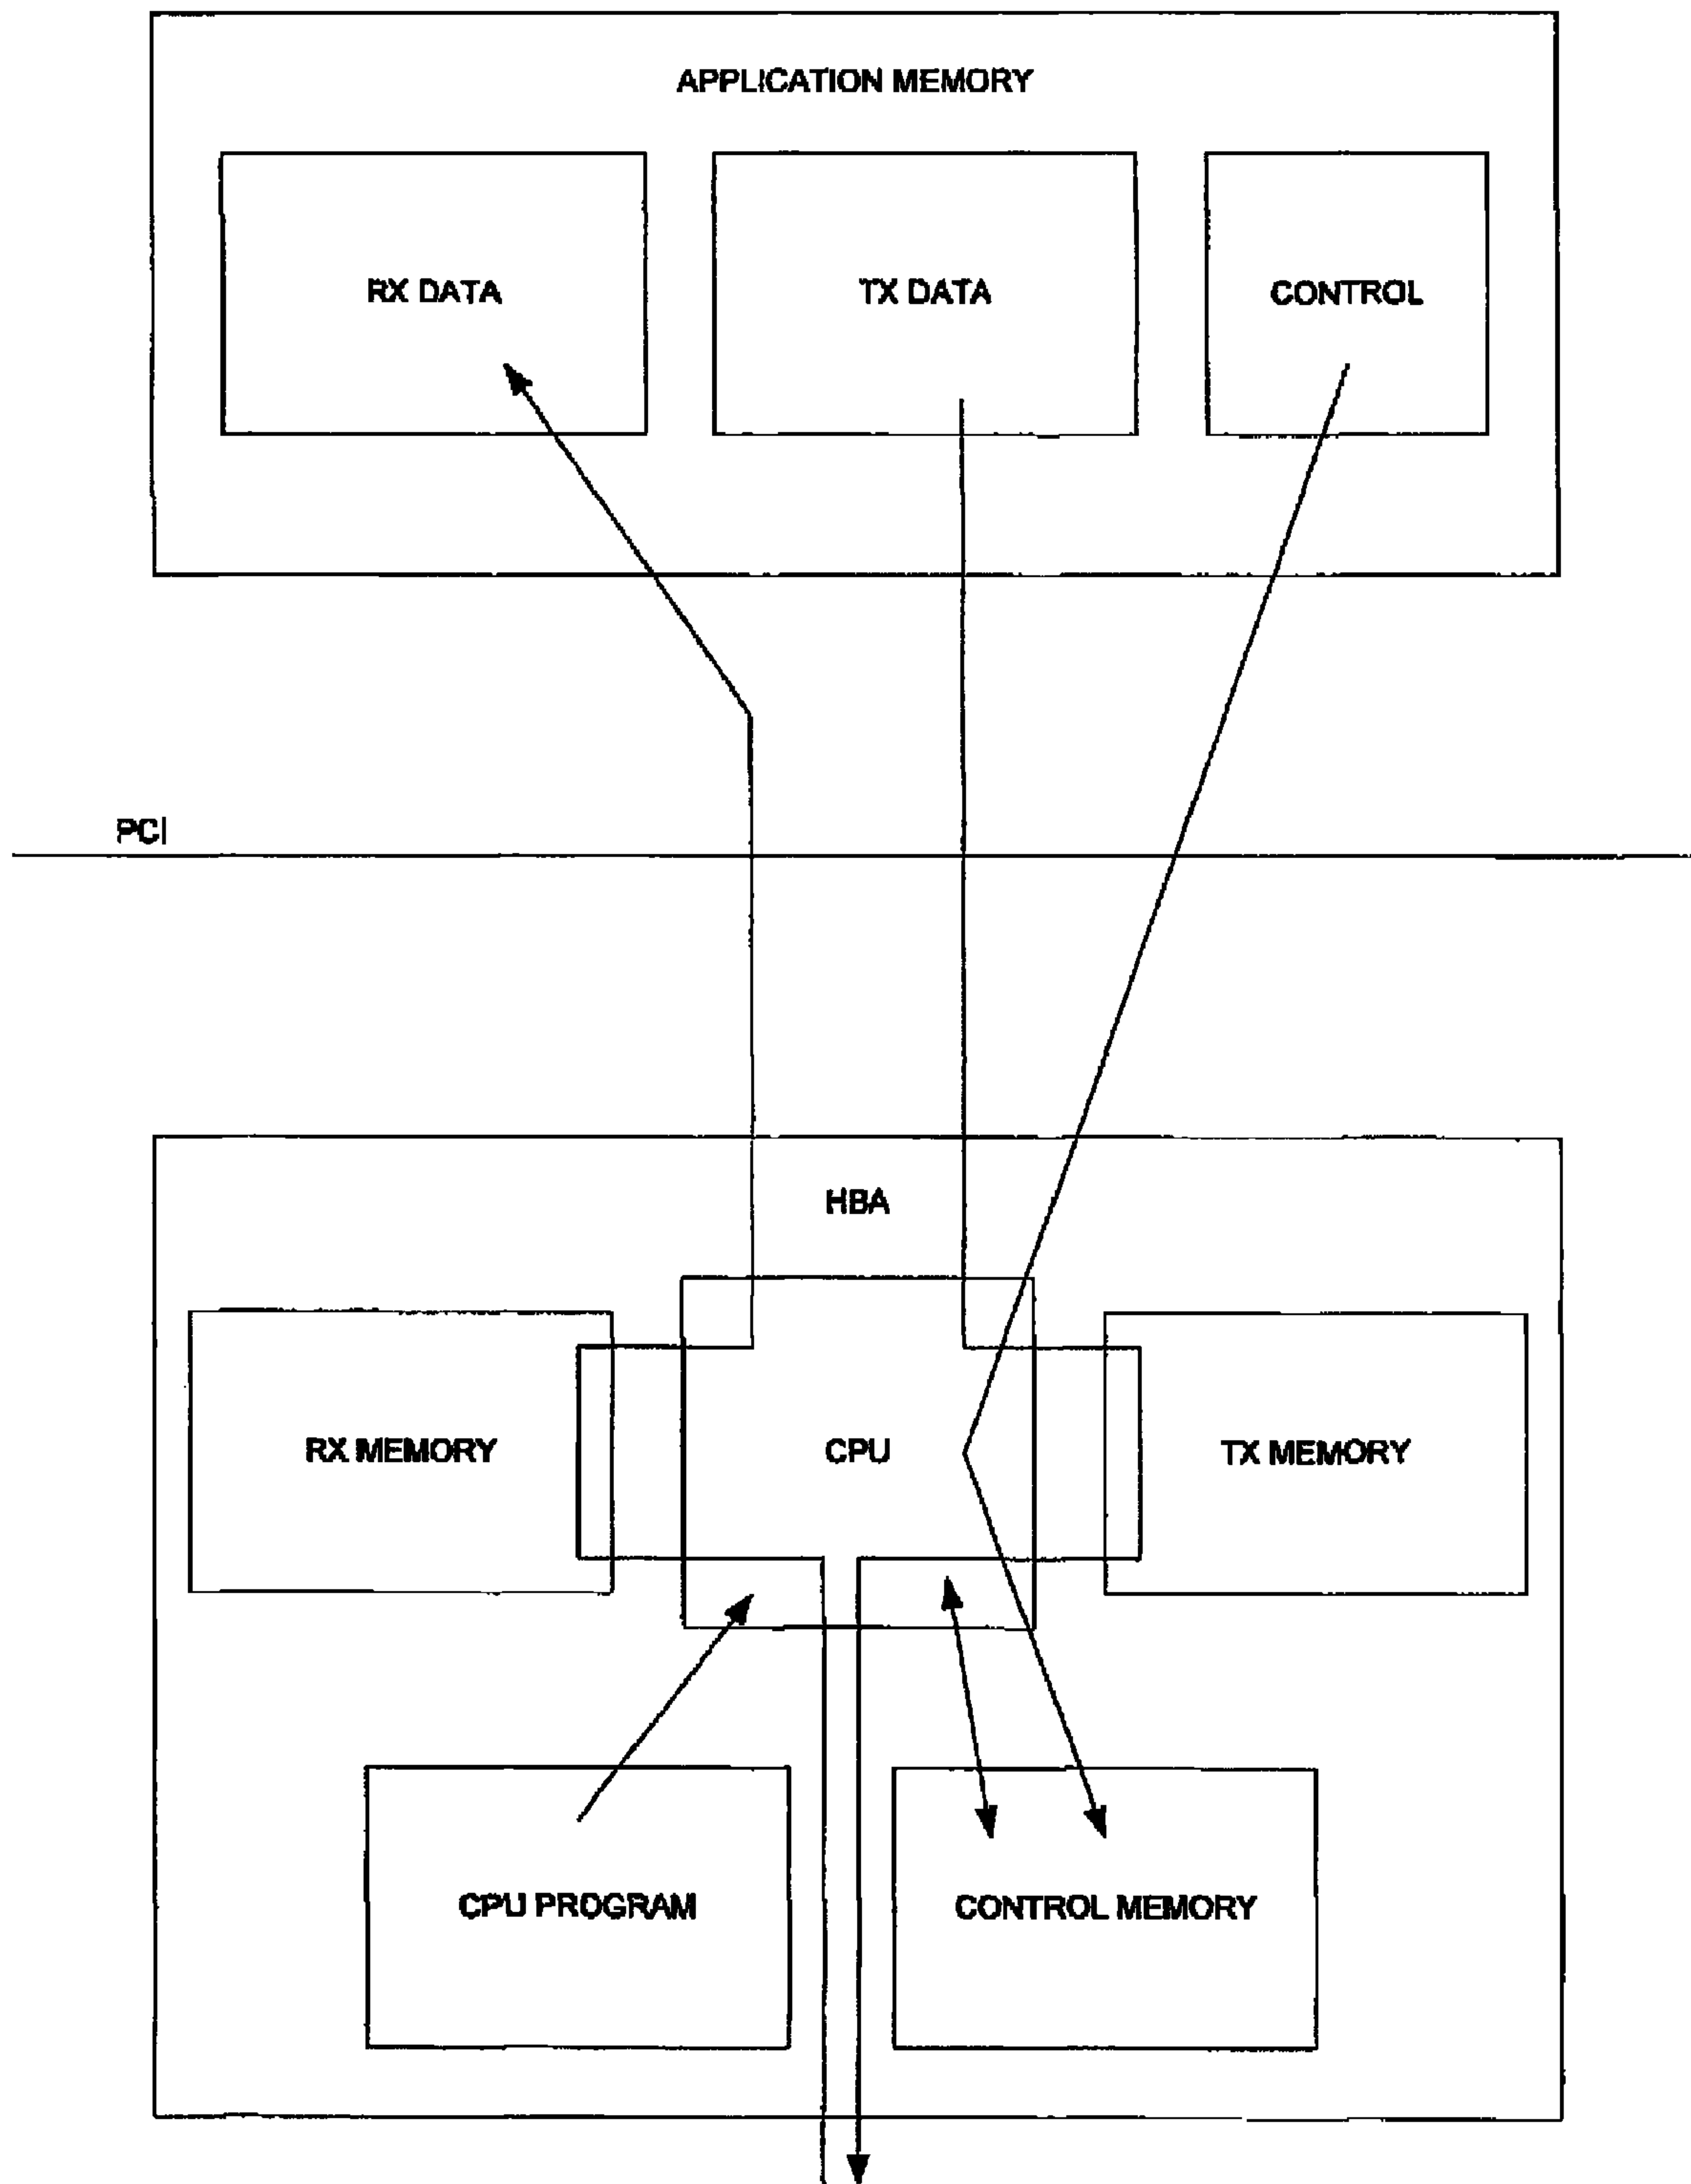 APPLICATION MEMORY
RX DATA
TX DATA
CONTROL
PCI
HBA
RX MEMORY
CPU
TX MEMORY
CPU PROGRAM
CONTROL MEMORY